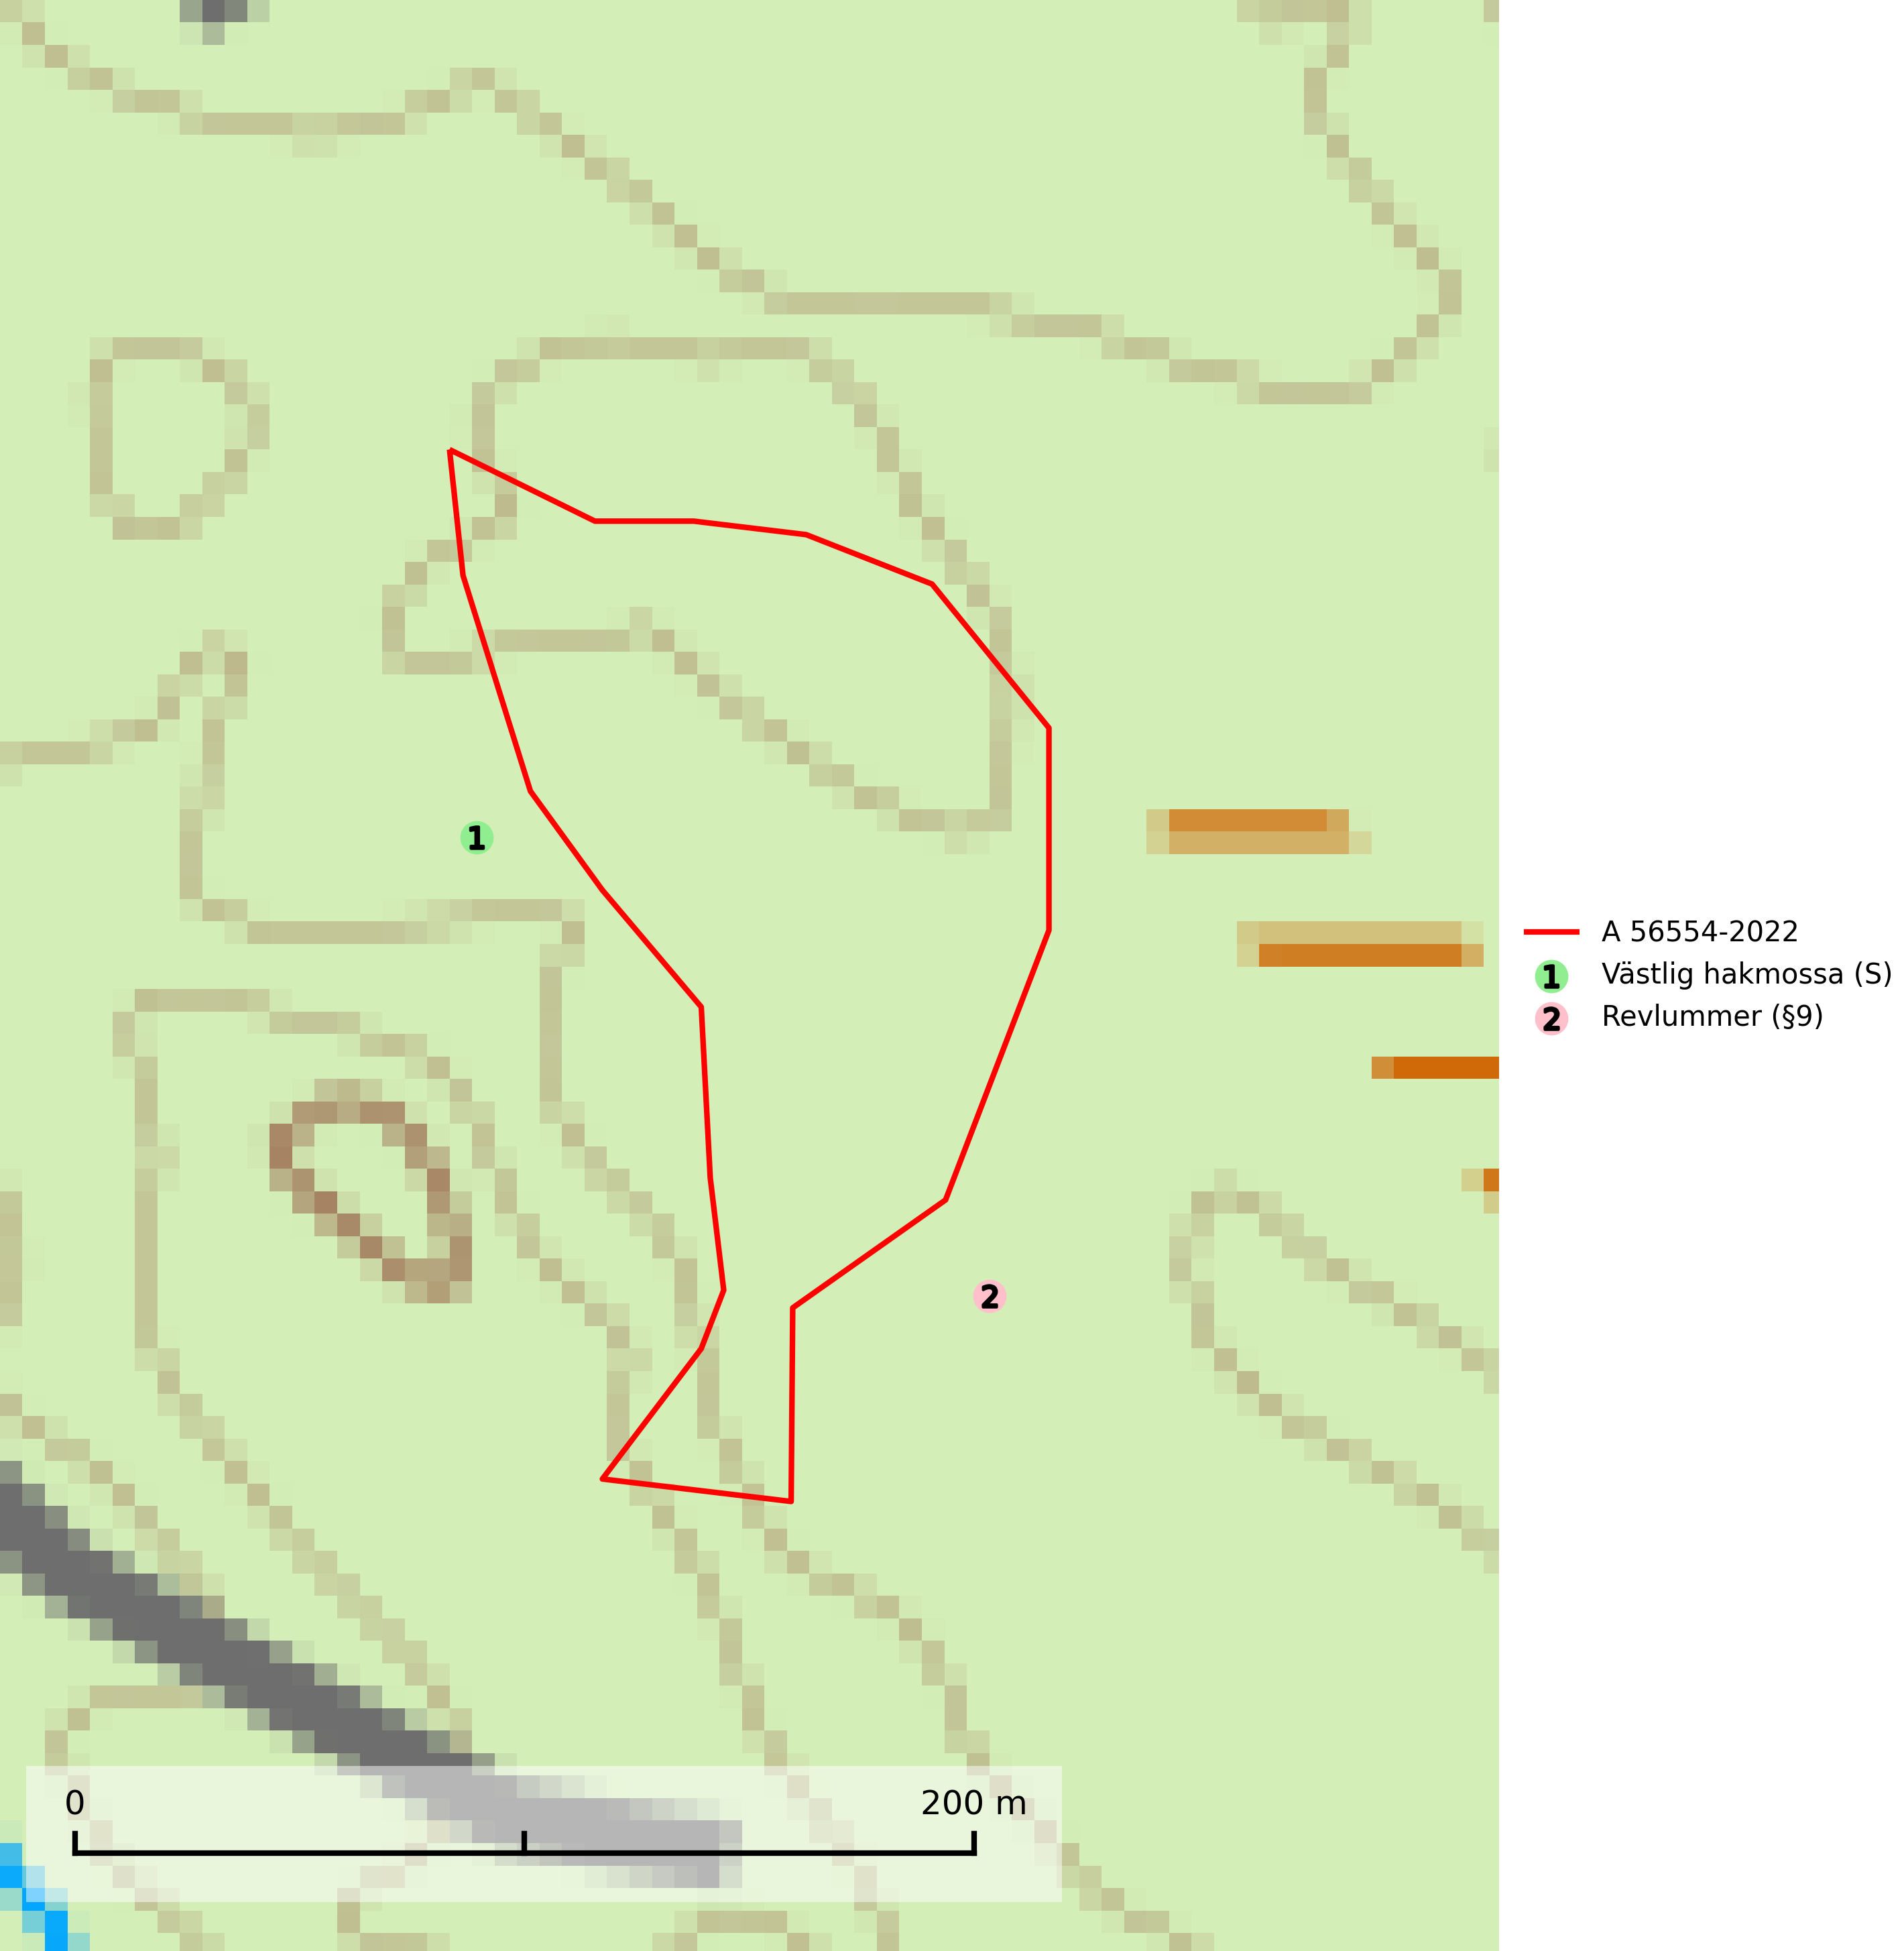 1
2
A 56554-2022
1 Västlig hakmossa (S)
2 Revlummer (§9)
0 200 m